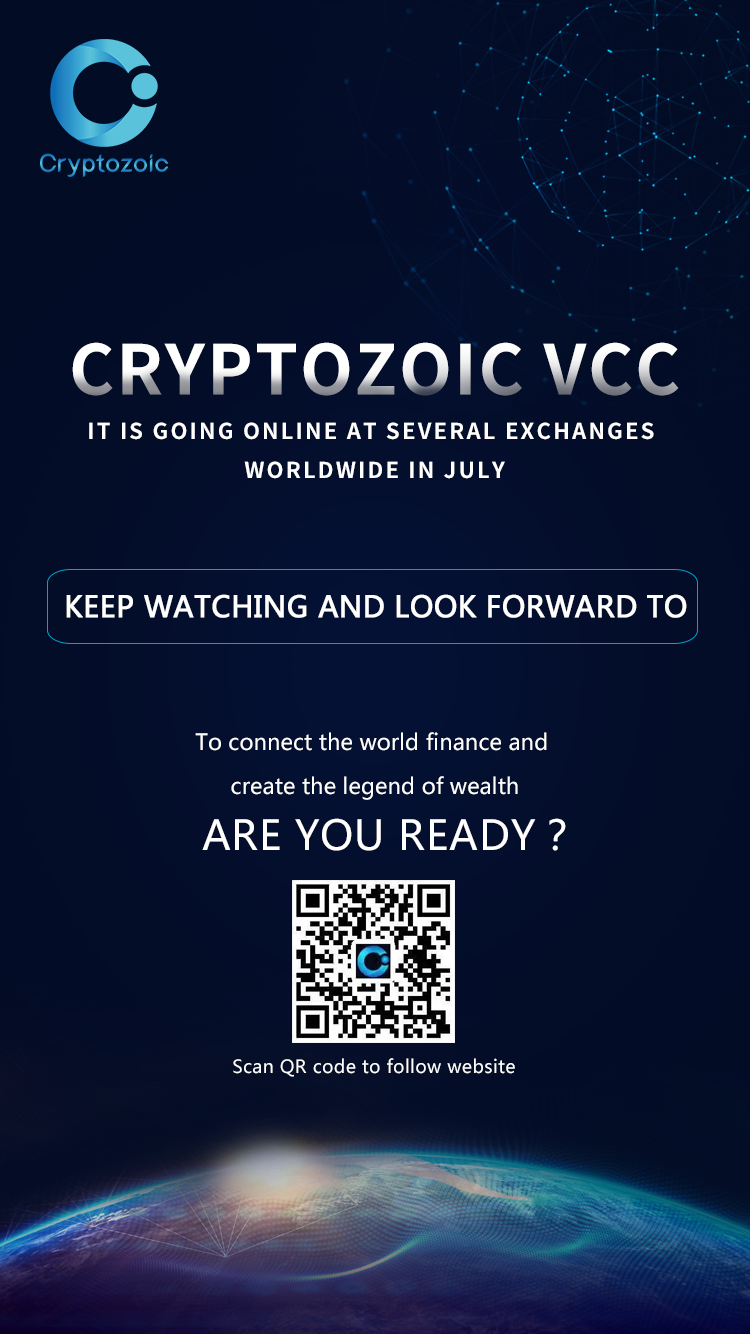 Cryptozoic
CRYPTOZOIC VCC
IT IS GOING ONLINE AT SEVERAL EXCHANGES
WORLDWIDE IN JULY
KEEP WATCHING AND LOOK FORWARD TO
To connect the world finance and
create the legend of wealth
ARE YOU READY ?
Scan QR code to follow website